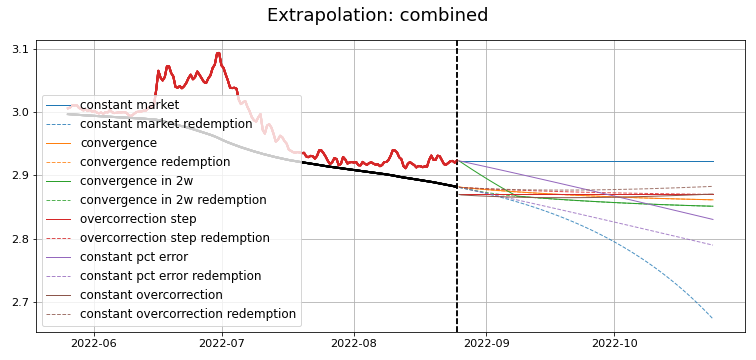 Extrapolation: combined
3.1
3.0
2.9
2.8
2.7
constant market
constant market redemption
convergence
convergence redemption
convergence in 2w
convergence in 2w redemption
overcorrection step
overcorrection step redemption
constant pct error
constant pct error redemption
constant overcorrection
constant overcorrection redemption
2022-06
2022-07
2022-08
2022-09
2022-10